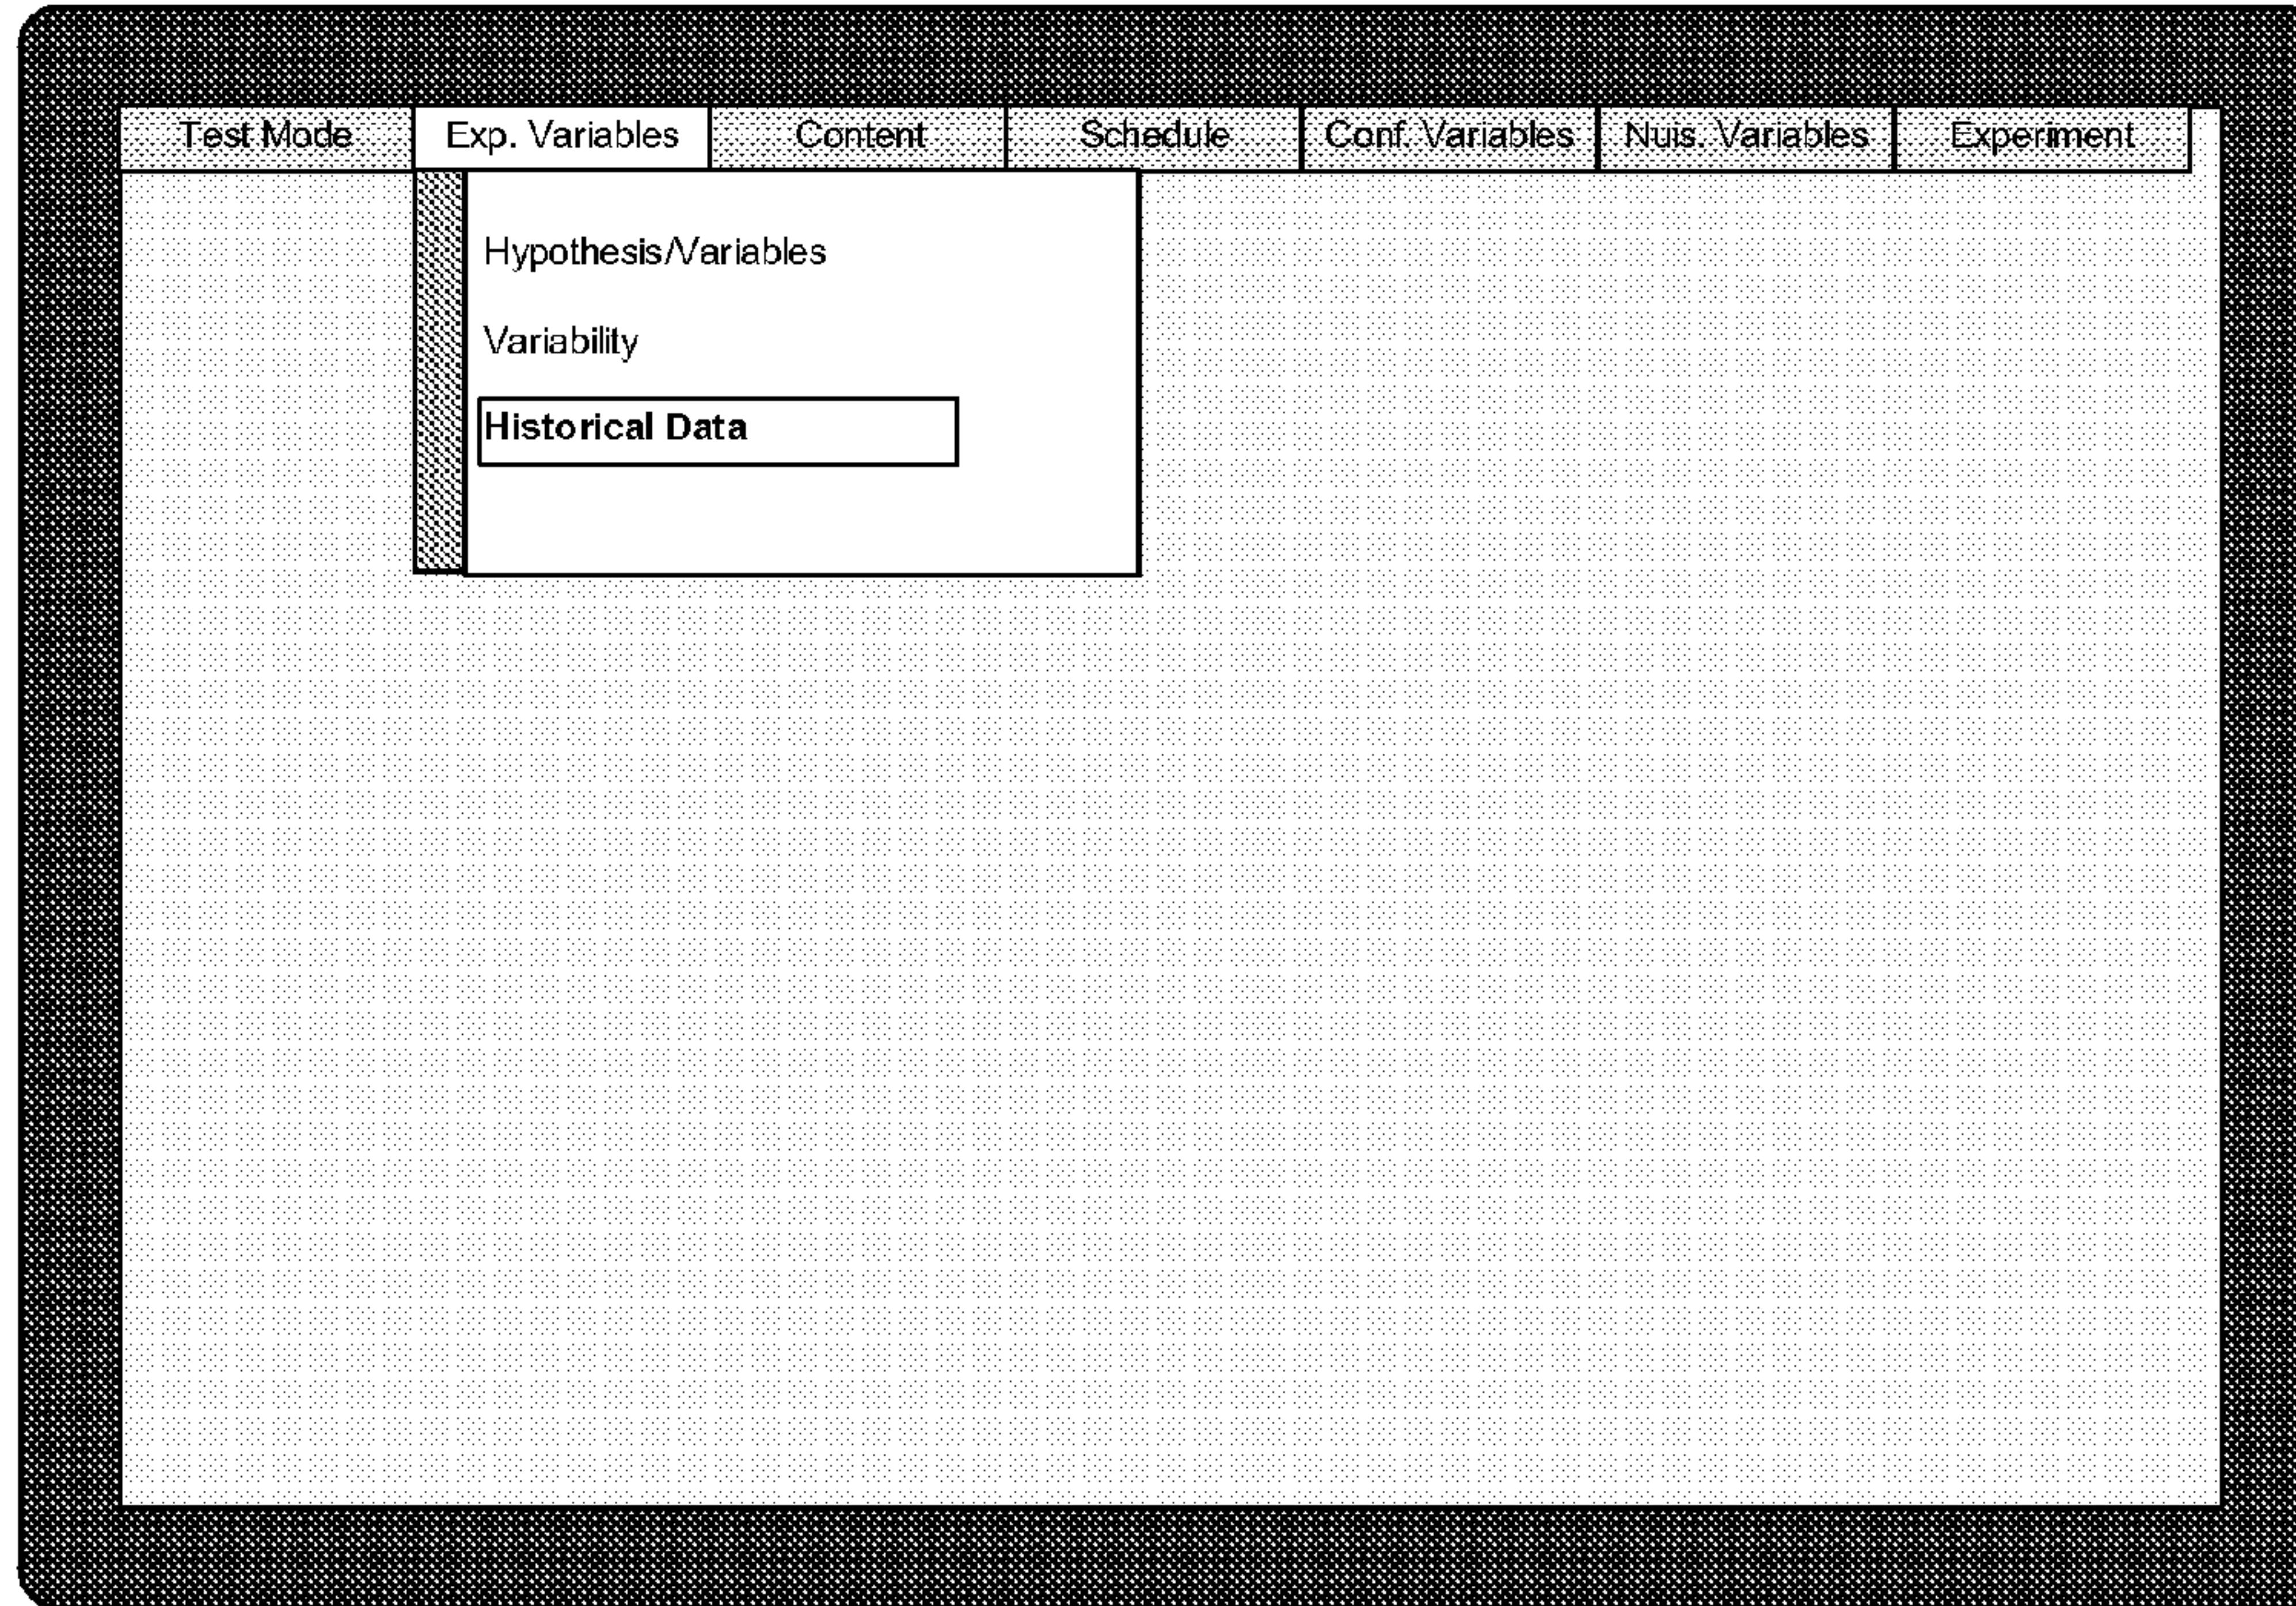 Test Mode Exp. Variables Content Schedule Conf. Variables Nuis. Variables Experiment
Hypothesis/Variables
Variability
Historical Data